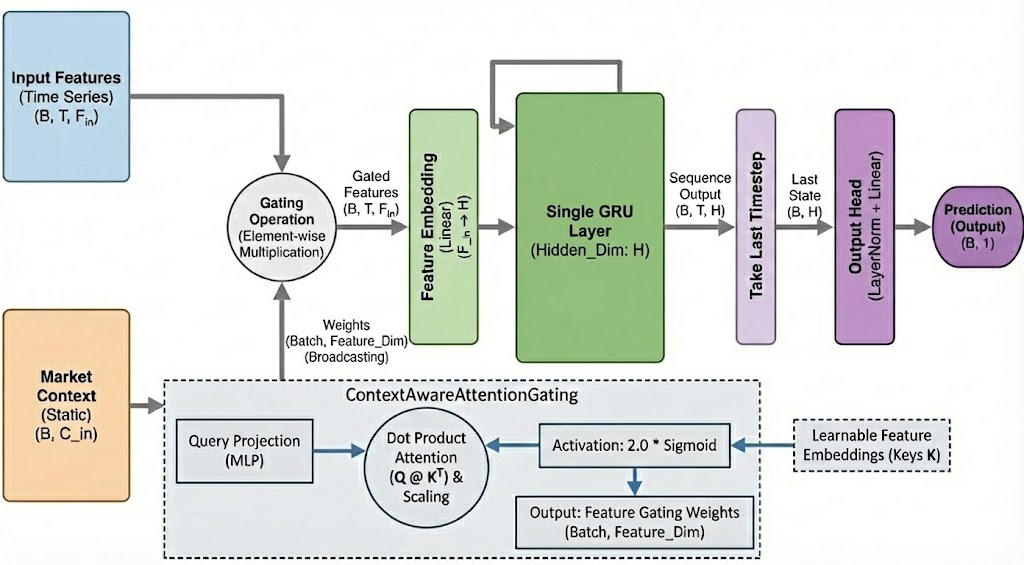 Input Features
(Time Series)
(B, T, F_in)
Gating
Operation
(Element-wise
Multiplication)
Gated
Features
(B, T, F_in)
Feature Embedding
(Linear)
(F_in → H)
Single GRU
Layer
(Hidden_Dim: H)
Sequence
Output
(B, T, H)
Take Last Timestep
Last
State
(B, H)
Output Head
(LayerNorm + Linear)
Prediction
(Output)
(B, 1)
Market
Context
(Static)
(B, C_in)
Weights
(Batch, Feature_Dim)
(Broadcasting)
ContextAwareAttentionGating
Query Projection
(MLP)
Dot Product
Attention
(Q @ Kᵀ) &
Scaling
Activation: 2.0 * Sigmoid
Output: Feature Gating Weights
(Batch, Feature_Dim)
Learnable Feature
Embeddings (Keys K)